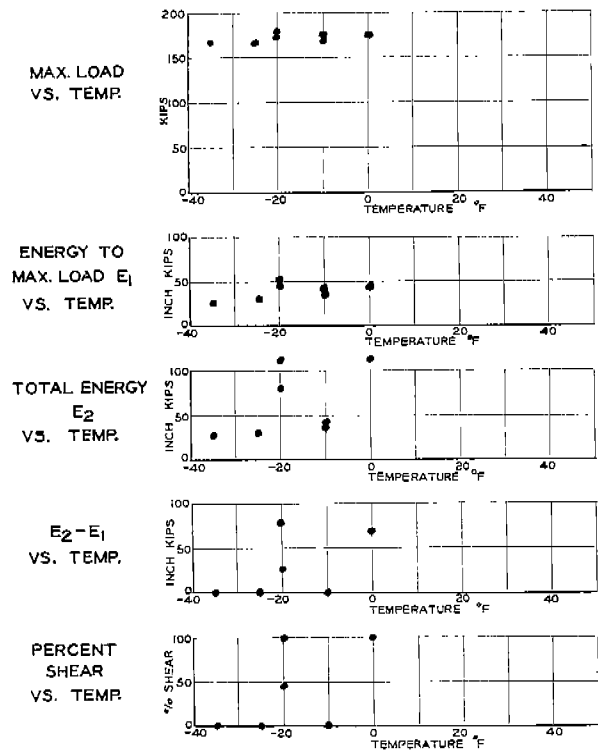 MAX. LOAD
VS. TEMP.
200
150
100
50
0
KIPS
-40
-20
0
20
40
TEMPERATURE °F
ENERGY TO
MAX. LOAD E1
VS. TEMP.
100
50
0
INCH KIPS
-40
-20
0
20
40
TEMPERATURE °F
TOTAL ENERGY
E2
VS. TEMP.
100
50
0
INCH KIPS
-40
-20
0
20
40
TEMPERATURE °F
E2-E1
VS. TEMP.
100
50
0
INCH KIPS
-40
-20
0
20
40
TEMPERATURE °F
PERCENT
SHEAR
VS. TEMP.
100
50
0
% SHEAR
-40
-20
0
20
40
TEMPERATURE °F